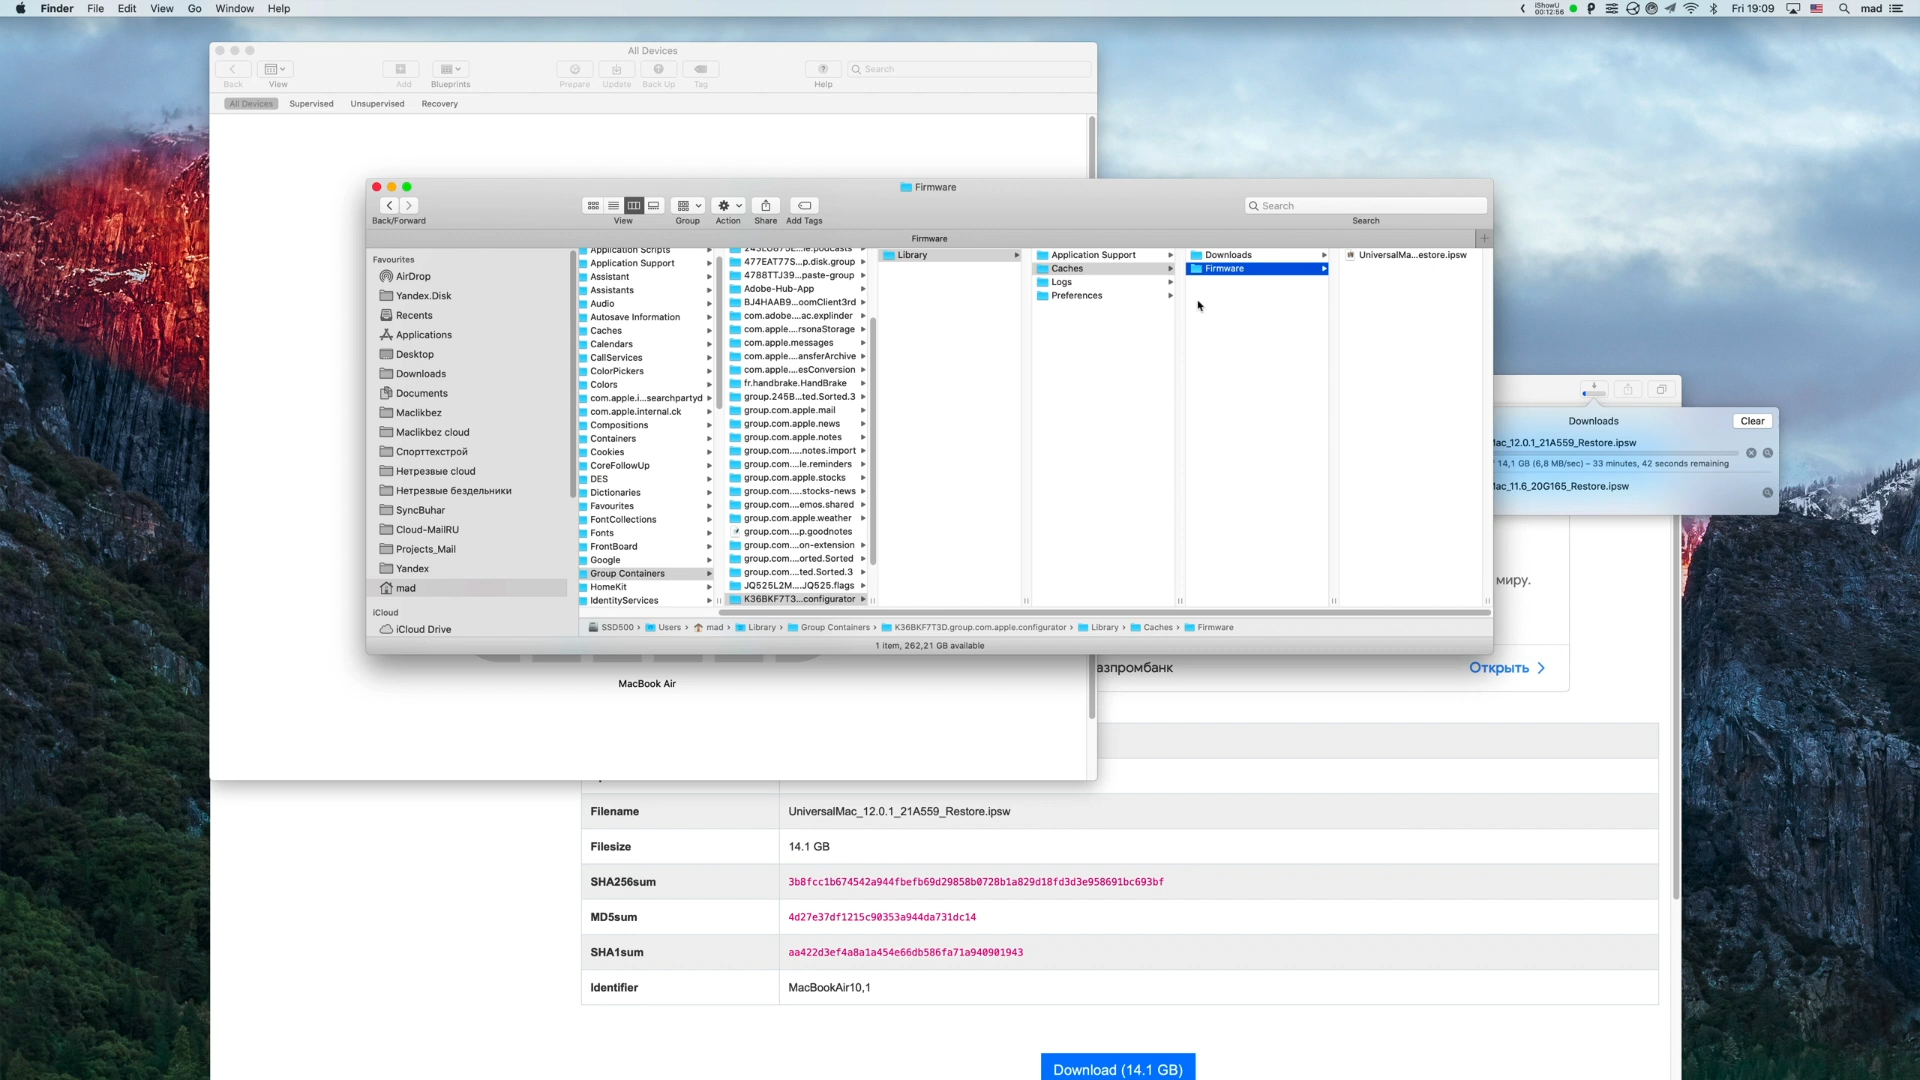 Finder File Edit View Go Window Help
iShowU
00:12:56
Fri 19:09
mad
All Devices
Back
View
Add
Blueprints
Prepare
Update
Back Up
Tag
Help
Search
All Devices Supervised Unsupervised Recovery
Firmware
Back/Forward
View
Group
Action
Share
Add Tags
Search
Search
Firmware
Favourites
AirDrop
Yandex.Disk
Recents
Applications
Desktop
Downloads
Documents
Maclikbez
Maclikbez cloud
Спорттехстрой
Нетрезвые cloud
Нетрезвые бездельники
SyncBuhar
Cloud-MailRU
Projects_Mail
Yandex
mad
iCloud
iCloud Drive
Application Scripts
Application Support
Assistant
Assistants
Audio
Autosave Information
Caches
Calendars
CallServices
ColorPickers
Colors
com.apple.i...searchpartyd
com.apple.internal.ck
Compositions
Containers
Cookies
CoreFollowUp
DES
Dictionaries
Favourites
FontCollections
Fonts
FrontBoard
Google
Group Containers
HomeKit
IdentityServices
477EAT77S...p.disk.group
4788TTJ39...paste-group
Adobe-Hub-App
BJ4HAAB9...oomClient3rd
com.adobe....ac.explinder
com.apple....rsonaStorage
com.apple.messages
com.apple....ansferArchive
com.apple....esConversion
fr.handbrake.HandBrake
group.245B...ted.Sorted.3
group.com.apple.mail
group.com.apple.news
group.com.apple.notes
group.com....notes.import
group.com....le.reminders
group.com.apple.stocks
group.com....stocks-news
group.com....emos.shared
group.com.apple.weather
group.com....p.goodnotes
group.com....on-extension
group.com....orted.Sorted
group.com....ted.Sorted.3
JQ525L2M....JQ525.flags
K36BKF7T3...configurator
Library
Application Support
Caches
Logs
Preferences
Downloads
Firmware
UniversalMa...estore.ipsw
SSD500 › Users › mad › Library › Group Containers › K36BKF7T3D.group.com.apple.configurator › Library › Caches › Firmware
1 item, 262,21 GB available
MacBook Air
Downloads
Clear
ac_12.0.1_21A559_Restore.ipsw
14,1 GB (6,8 MB/sec) – 33 minutes, 42 seconds remaining
ac_11.6_20G165_Restore.ipsw
миру.
азпромбанк
Открыть
Filename UniversalMac_12.0.1_21A559_Restore.ipsw
Filesize 14.1 GB
SHA256sum 3b8fcc1b674542a944fbefb69d29858b0728b1a829d18fd3d3e958691bc693bf
MD5sum 4d27e37df1215c90353a944da731dc14
SHA1sum aa422d3ef4a8a1a454e66db586fa71a940901943
Identifier MacBookAir10,1
Download (14.1 GB)